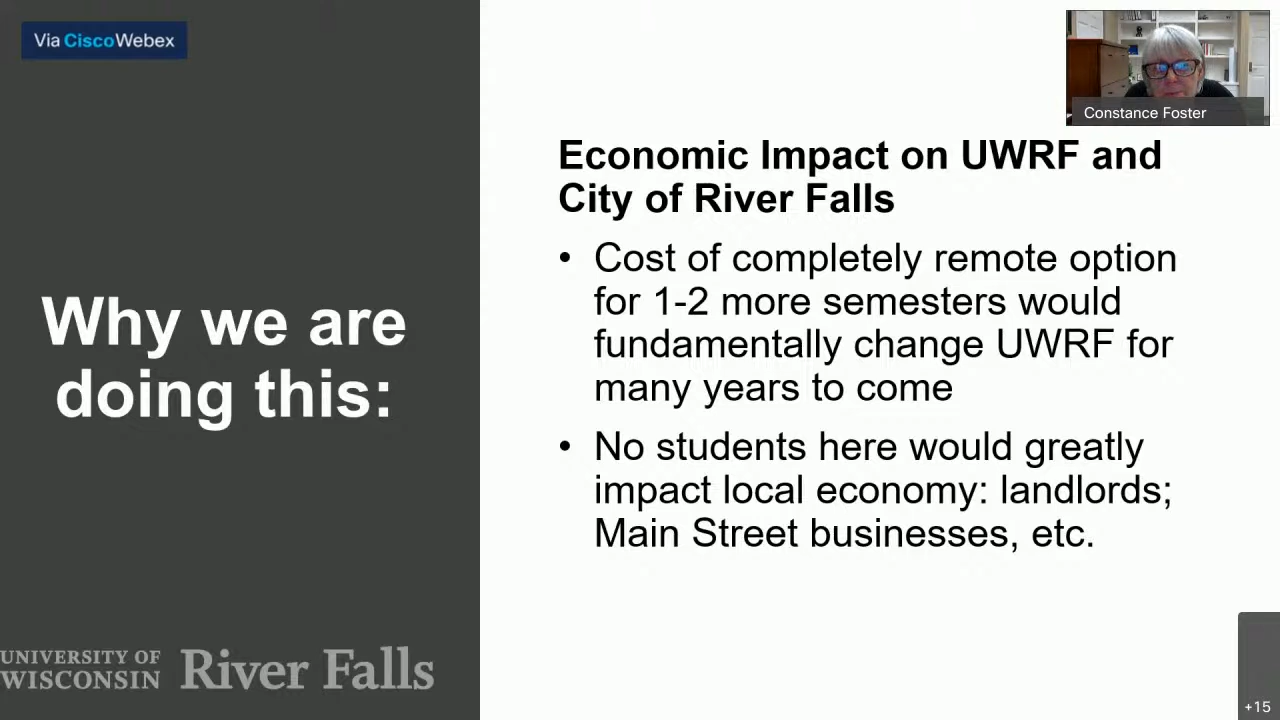 Via CiscoWebex
Constance Foster
Why we are
doing this:
Economic Impact on UWRF and
City of River Falls
• Cost of completely remote option
for 1-2 more semesters would
fundamentally change UWRF for
many years to come
• No students here would greatly
impact local economy: landlords;
Main Street businesses, etc.
UNIVERSITY OF
WISCONSIN
River Falls
+15